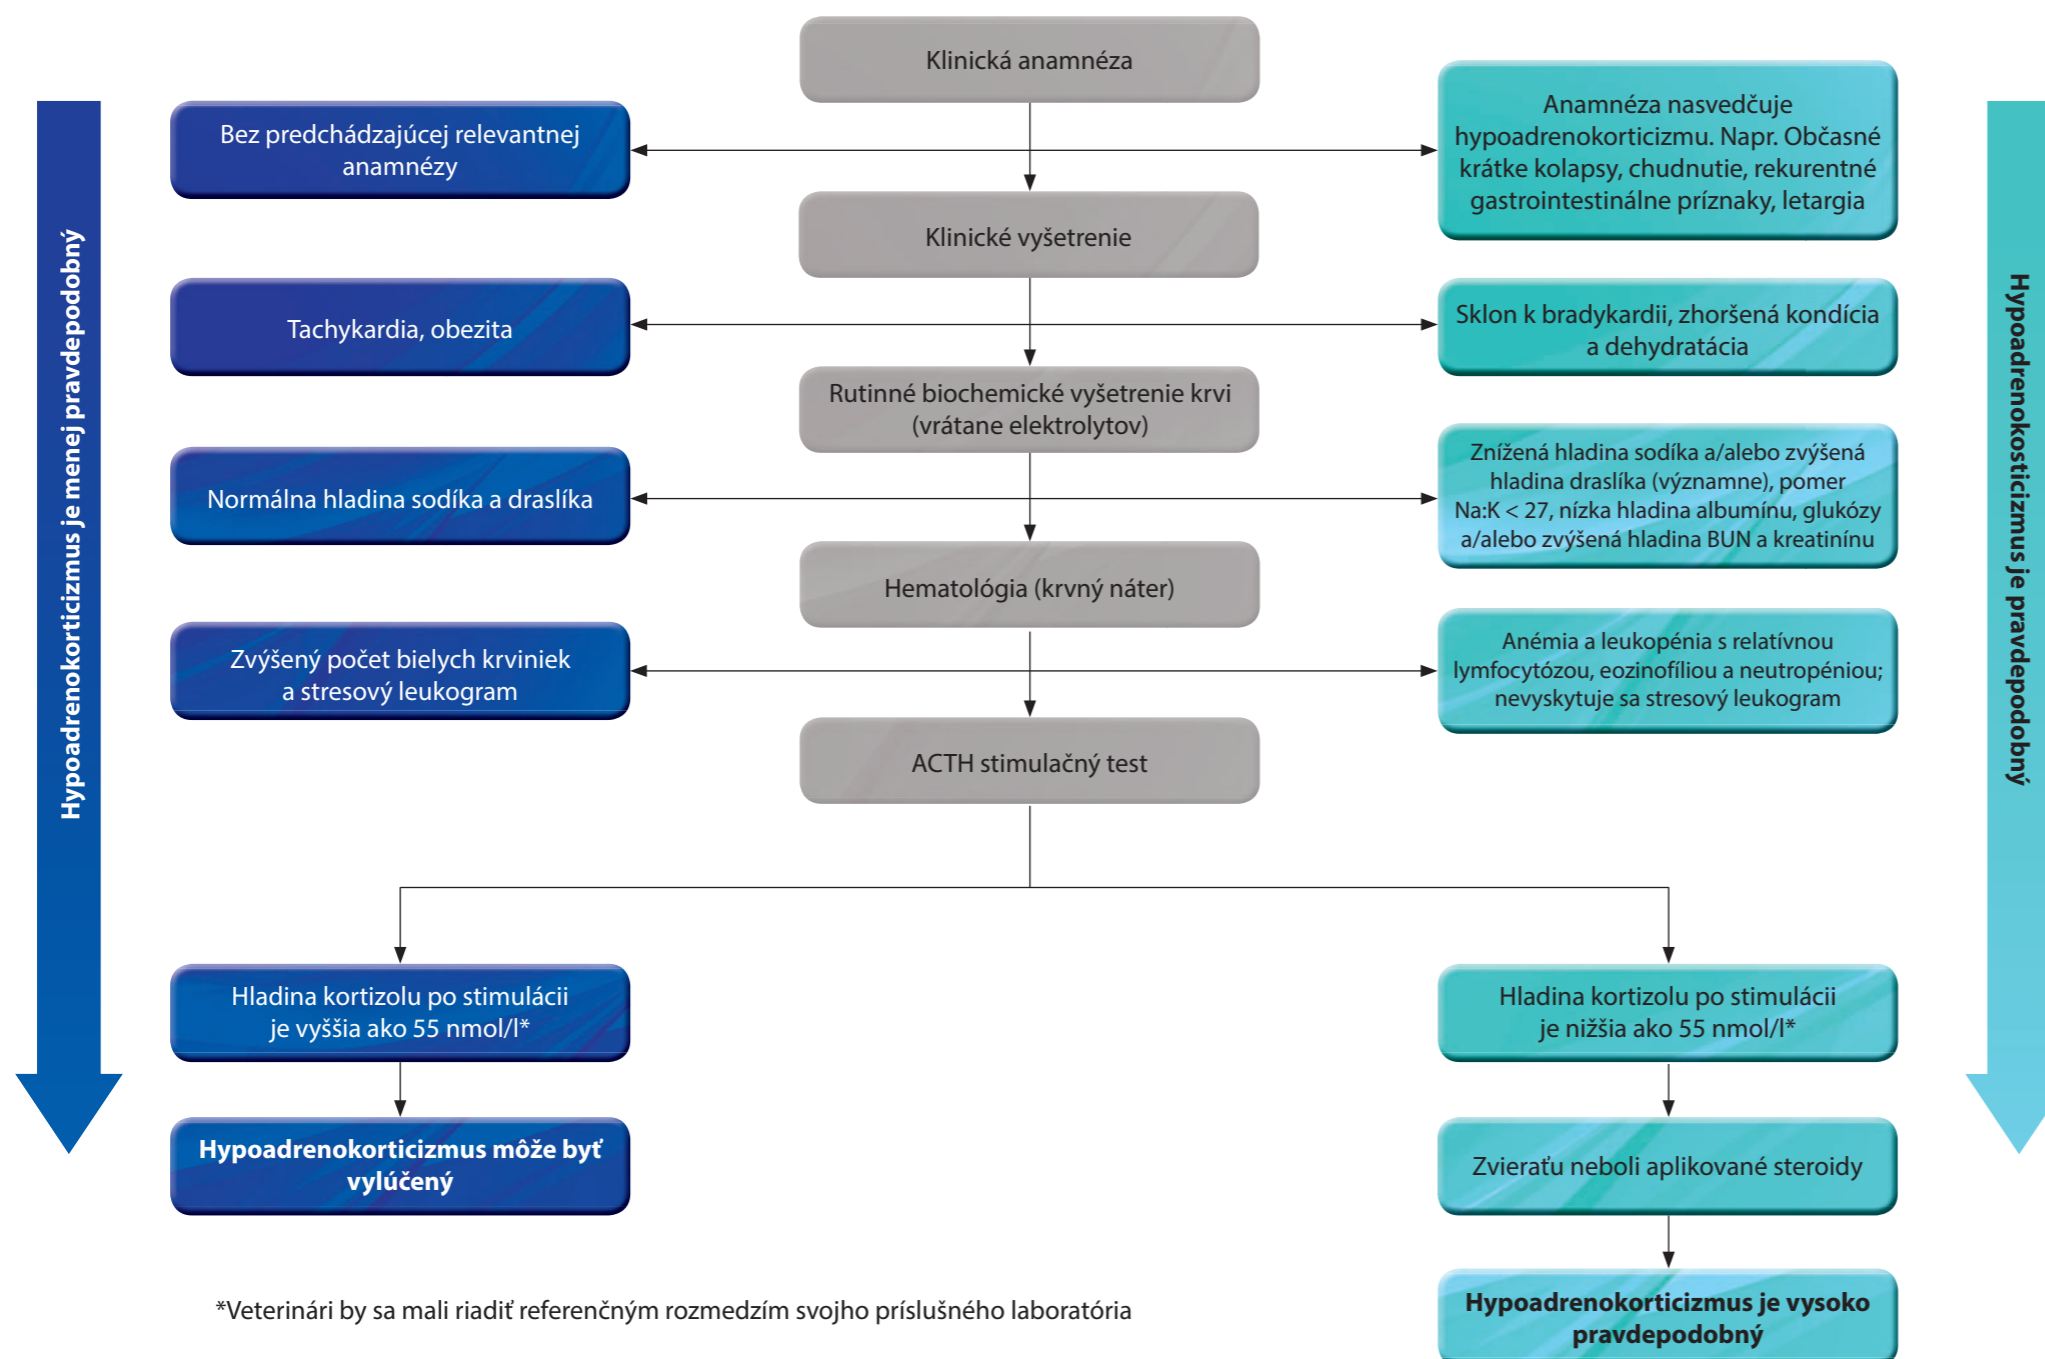 Klinická anamnéza
Bez predchádzajúcej relevantnej
anamnézy
Anamnéza nasvedčuje
hypoadrenokorticizmu. Napr. Občasné
krátke kolapsy, chudnutie, rekurentné
gastrointestinálne príznaky, letargia
Klinické vyšetrenie
Tachykardia, obezita
Sklon k bradykardii, zhoršená kondícia
a dehydratácia
Rutinné biochemické vyšetrenie krvi
(vrátane elektrolytov)
Normálna hladina sodíka a draslíka
Znížená hladina sodíka a/alebo zvýšená
hladina draslíka (významne), pomer
Na:K < 27, nízka hladina albumínu, glukózy
a/alebo zvýšená hladina BUN a kreatinínu
Hematológia (krvný náter)
Zvýšený počet bielych krviniek
a stresový leukogram
Anémia a leukopénia s relatívnou
lymfocytózou, eozinofíliou a neutropéniou;
nevyskytuje sa stresový leukogram
ACTH stimulačný test
Hladina kortizolu po stimulácii
je vyššia ako 55 nmol/l*
Hladina kortizolu po stimulácii
je nižšia ako 55 nmol/l*
Hypoadrenokorticizmus môže byť
vylúčený
Zvieraťu neboli aplikované steroidy
Hypoadrenokorticizmus je vysoko
pravdepodobný
*Veterinári by sa mali riadiť referenčným rozmedzím svojho príslušného laboratória
Hypoadrenokorticizmus je menej pravdepodobný
Hypoadrenokosticizmus je pravdepodobný